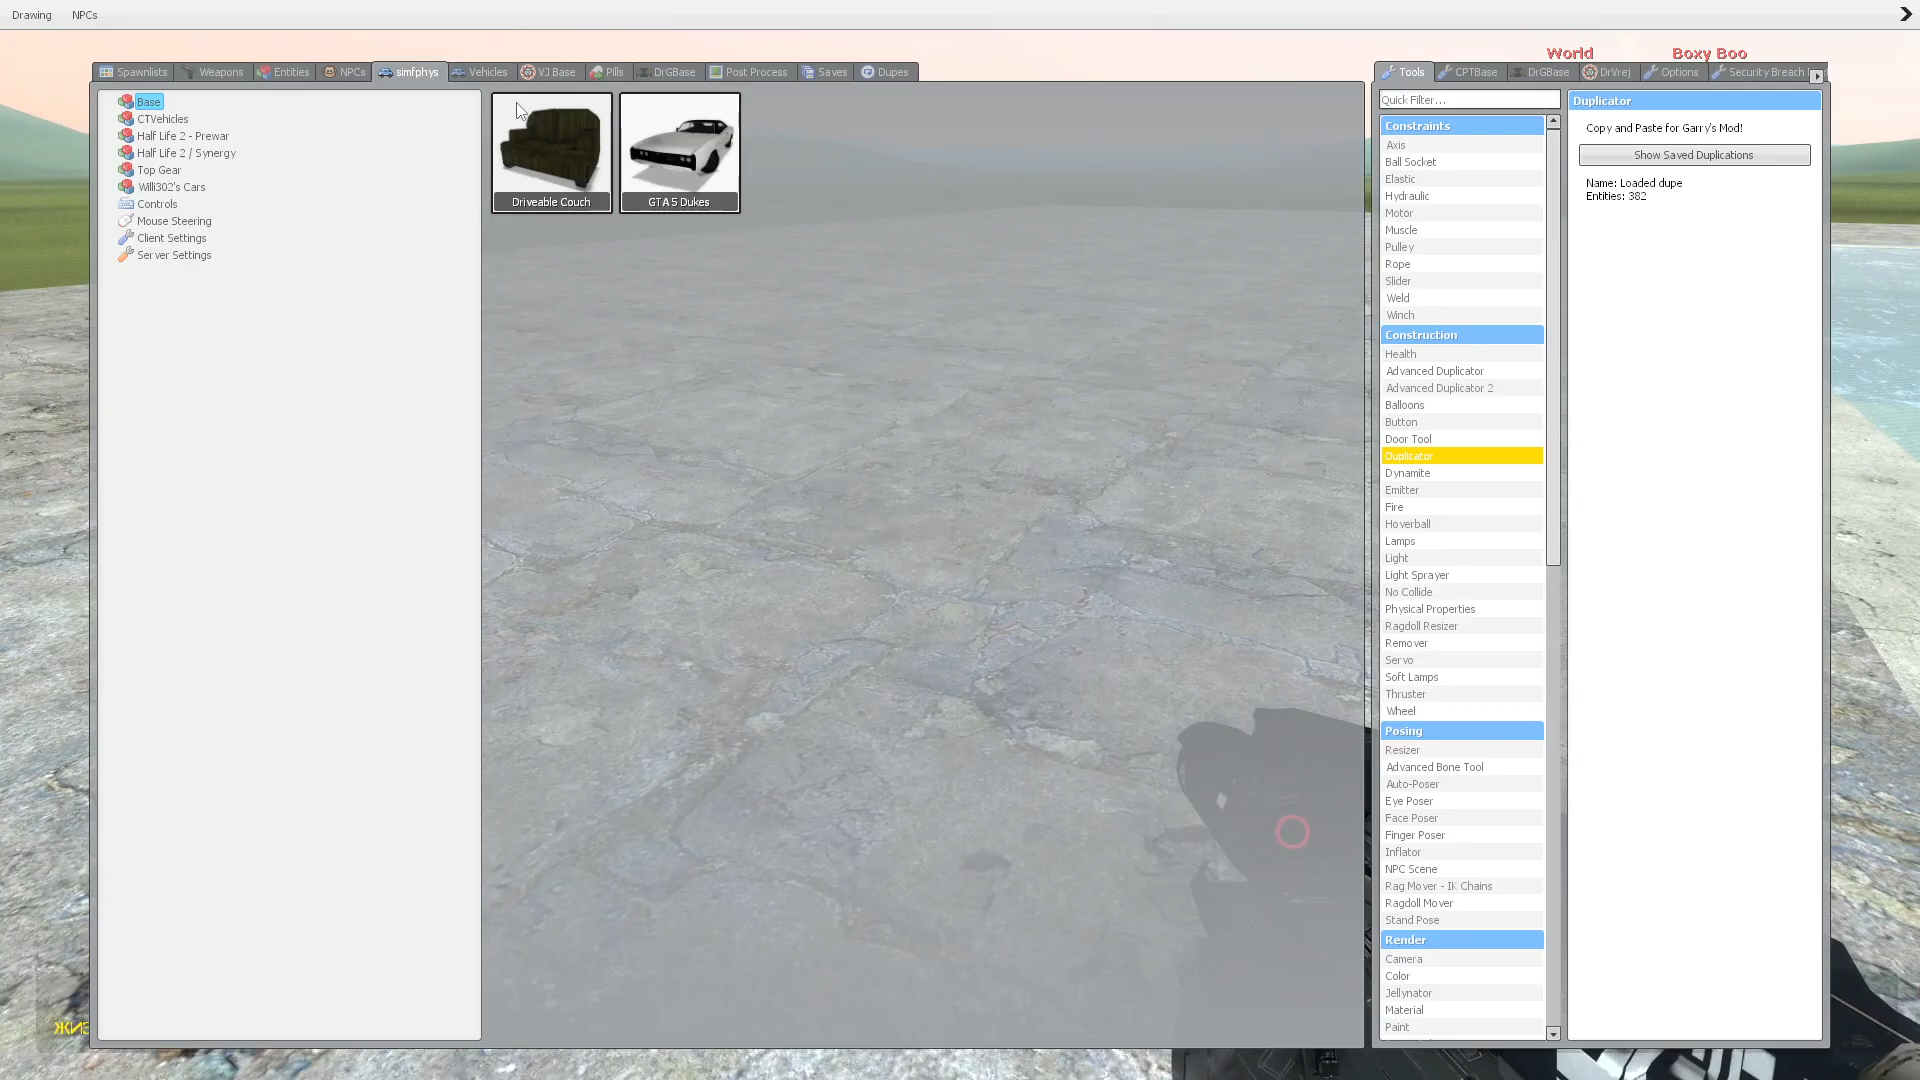 Drawing NPCs
World Boxy Boo
Spawnlists Weapons Entities NPCs simfphys Vehicles VJ Base Pills DrGBase Post Process Saves Dupes
Tools CPTBase DrGBase DrVrej Options Security Breach
Base
CTVehicles
Half Life 2 - Prewar
Half Life 2 / Synergy
Top Gear
Willi302's Cars
Controls
Mouse Steering
Client Settings
Server Settings
Driveable Couch
GTA 5 Dukes
Quick Filter...
Constraints
Axis
Ball Socket
Elastic
Hydraulic
Motor
Muscle
Pulley
Rope
Slider
Weld
Winch
Construction
Health
Advanced Duplicator
Advanced Duplicator 2
Balloons
Button
Door Tool
Duplicator
Dynamite
Emitter
Fire
Hoverball
Lamps
Light
Light Sprayer
No Collide
Physical Properties
Ragdoll Resizer
Remover
Servo
Soft Lamps
Thruster
Wheel
Posing
Resizer
Advanced Bone Tool
Auto-Poser
Eye Poser
Face Poser
Finger Poser
Inflator
NPC Scene
Rag Mover - IK Chains
Ragdoll Mover
Stand Pose
Render
Camera
Color
Jellynator
Material
Paint
Duplicator
Copy and Paste for Garry's Mod!
Show Saved Duplications
Name: Loaded dupe
Entities: 382